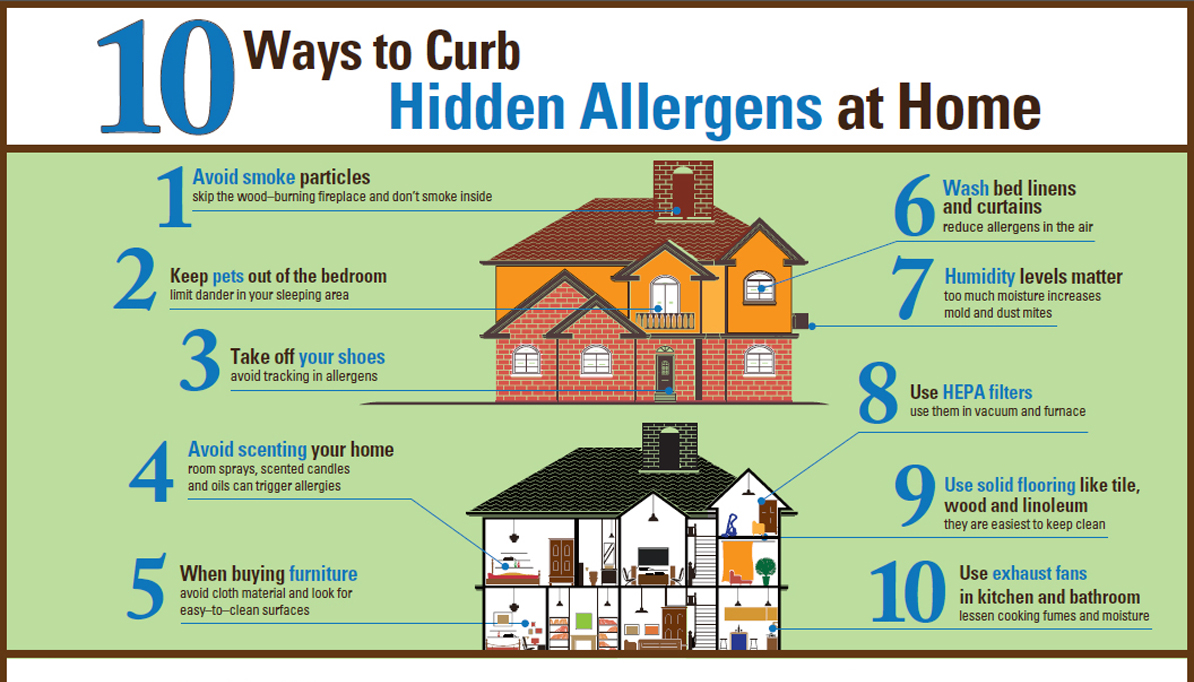 10 Ways to Curb
Hidden Allergens at Home
1 Avoid smoke particles
skip the wood–burning fireplace and don't smoke inside
2 Keep pets out of the bedroom
limit dander in your sleeping area
3 Take off your shoes
avoid tracking in allergens
4 Avoid scenting your home
room sprays, scented candles
and oils can trigger allergies
5 When buying furniture
avoid cloth material and look for
easy–to–clean surfaces
6 Wash bed linens
and curtains
reduce allergens in the air
7 Humidity levels matter
too much moisture increases
mold and dust mites
8 Use HEPA filters
use them in vacuum and furnace
9 Use solid flooring like tile,
wood and linoleum
they are easiest to keep clean
10 Use exhaust fans
in kitchen and bathroom
lessen cooking fumes and moisture